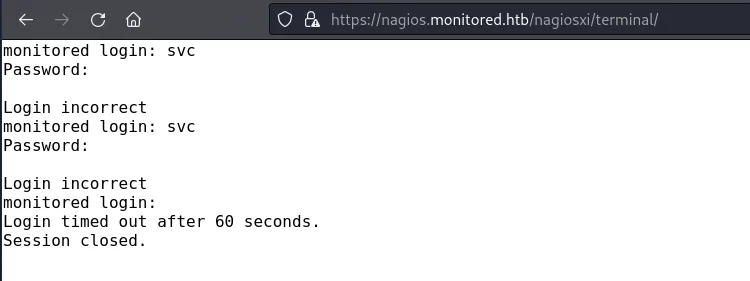 https://nagios.monitored.htb/nagiosxi/terminal/
monitored login: svc
Password:
Login incorrect
monitored login: svc
Password:
Login incorrect
monitored login:
Login timed out after 60 seconds.
Session closed.